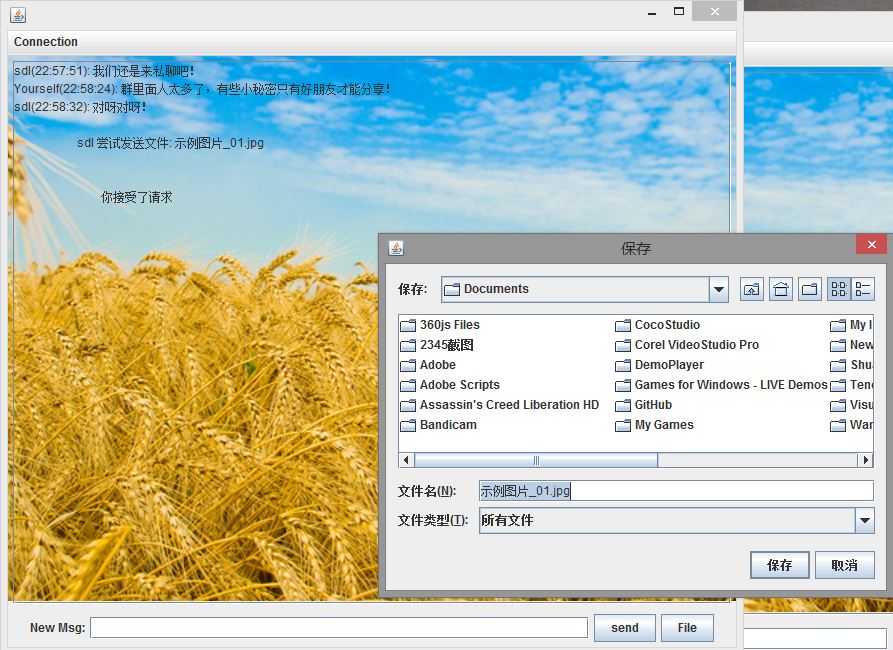 Connection
sdl(22:57:51): 我们还是来私聊吧！
Yourself(22:58:24): 群里面人太多了，有些小秘密只有好朋友才能分享！
sdl(22:58:32): 对呀对呀！
sdl 尝试发送文件: 示例图片_01.jpg
你接受了请求
保存
保存:
Documents
360js Files
2345截图
Adobe
Adobe Scripts
Assassin's Creed Liberation HD
Bandicam
CocoStudio
Corel VideoStudio Pro
DemoPlayer
Games for Windows - LIVE Demos
GitHub
My Games
文件名(N):
示例图片_01.jpg
文件类型(T):
所有文件
保存
取消
New Msg:
send
File